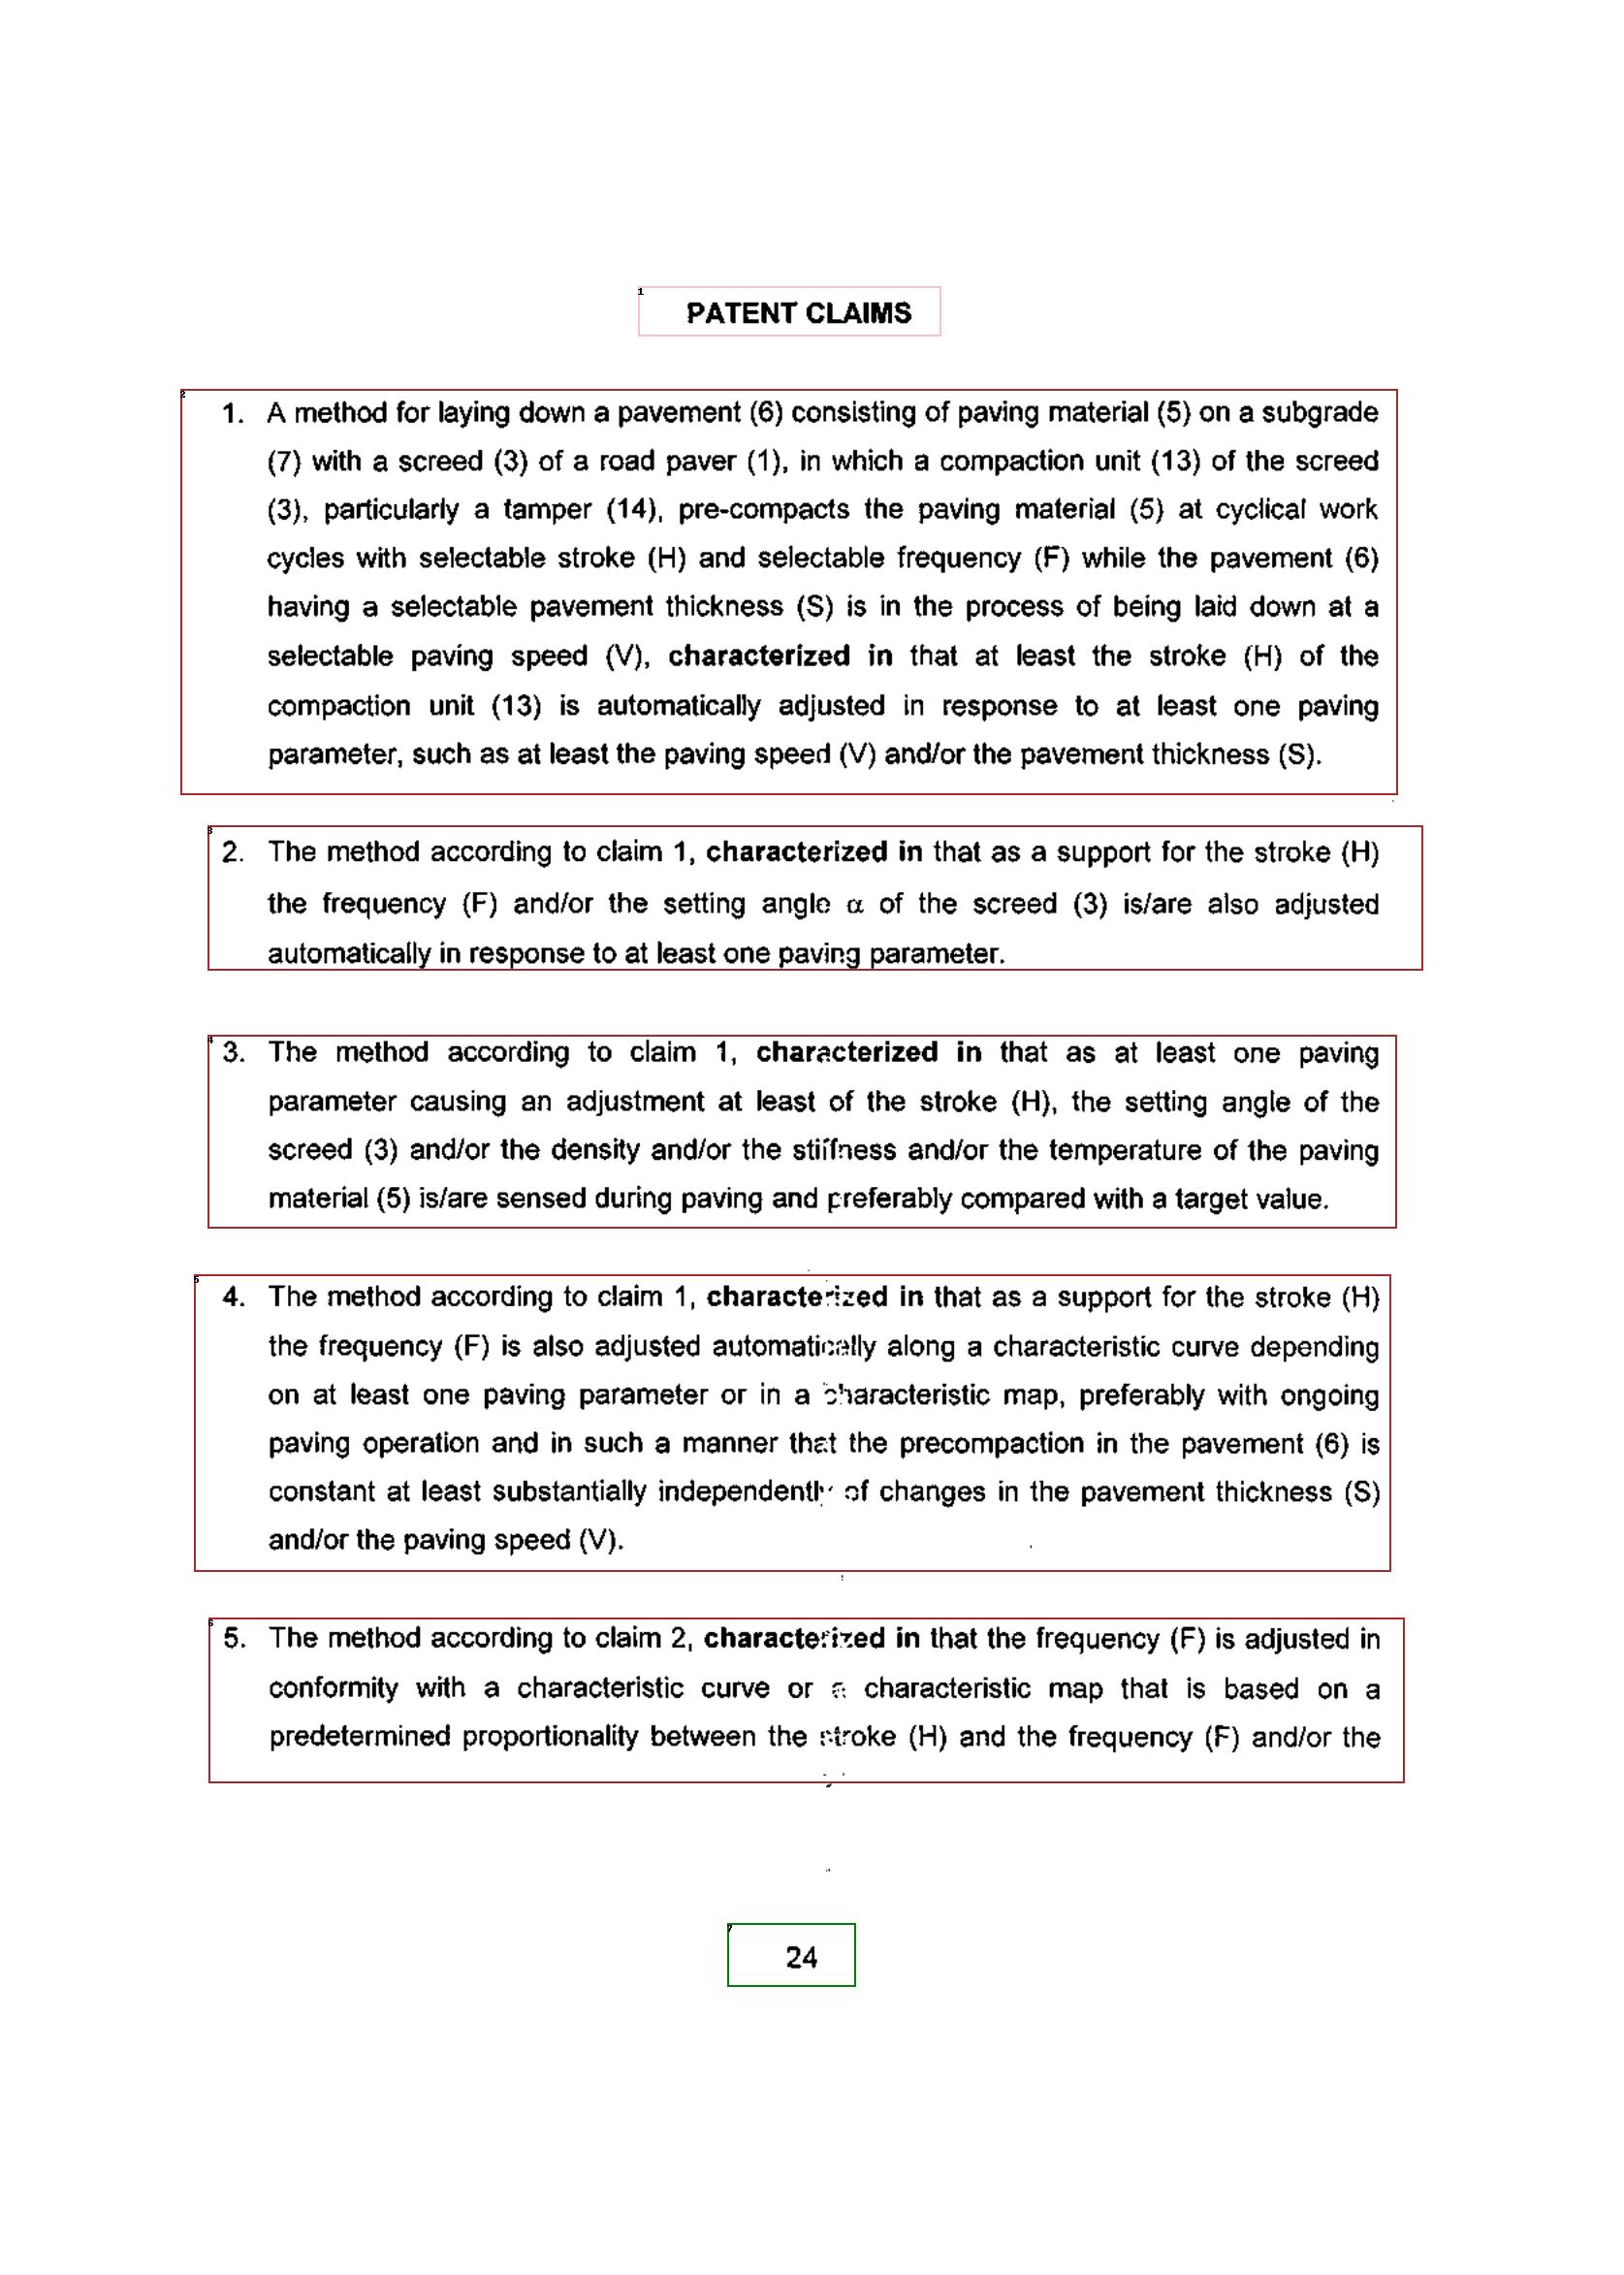 PATENT CLAIMS
1. A method for laying down a pavement (6) consisting of paving material (5) on a subgrade
(7) with a screed (3) of a road paver (1), in which a compaction unit (13) of the screed
(3), particularly a tamper (14), pre-compacts the paving material (5) at cyclical work
cycles with selectable stroke (H) and selectable frequency (F) while the pavement (6)
having a selectable pavement thickness (S) is in the process of being laid down at a
selectable paving speed (V), characterized in that at least the stroke (H) of the
compaction unit (13) is automatically adjusted in response to at least one paving
parameter, such as at least the paving speed (V) and/or the pavement thickness (S).
2. The method according to claim 1, characterized in that as a support for the stroke (H)
the frequency (F) and/or the setting angle α of the screed (3) is/are also adjusted
automatically in response to at least one paving parameter.
3. The method according to claim 1, characterized in that as at least one paving
parameter causing an adjustment at least of the stroke (H), the setting angle of the
screed (3) and/or the density and/or the stiffness and/or the temperature of the paving
material (5) is/are sensed during paving and preferably compared with a target value.
4. The method according to claim 1, characterized in that as a support for the stroke (H)
the frequency (F) is also adjusted automatically along a characteristic curve depending
on at least one paving parameter or in a characteristic map, preferably with ongoing
paving operation and in such a manner that the precompaction in the pavement (6) is
constant at least substantially independently of changes in the pavement thickness (S)
and/or the paving speed (V).
5. The method according to claim 2, characterized in that the frequency (F) is adjusted in
conformity with a characteristic curve or a characteristic map that is based on a
predetermined proportionality between the stroke (H) and the frequency (F) and/or the
24